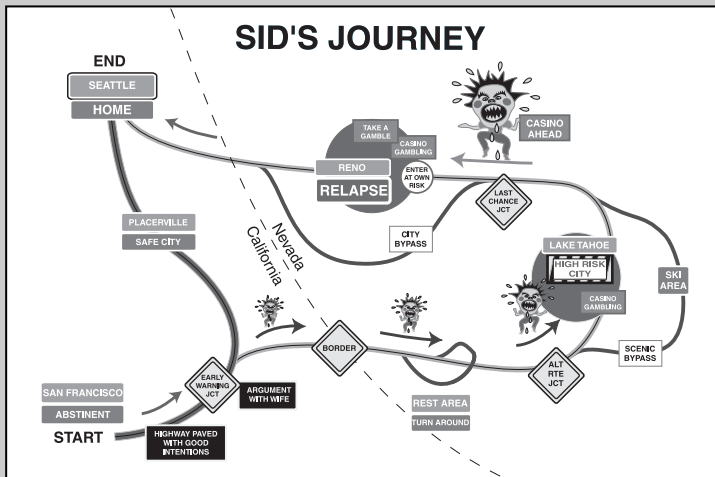 SID'S JOURNEY
END
SEATTLE
HOME
TAKE A
GAMBLE
CASINO
GAMBLING
CASINO
AHEAD
RENO
RELAPSE
ENTER
AT OWN
RISK
LAST
CHANCE
JCT
PLACERVILLE
SAFE CITY
Nevada
California
CITY
BYPASS
LAKE TAHOE
HIGH RISK
CITY
CASINO
GAMBLING
SKI
AREA
BORDER
SCENIC
BYPASS
ALT
RTE
JCT
EARLY
WARNING
JCT
ARGUMENT
WITH WIFE
SAN FRANCISCO
ABSTINENT
REST AREA
TURN AROUND
START
HIGHWAY PAVED
WITH GOOD
INTENTIONS